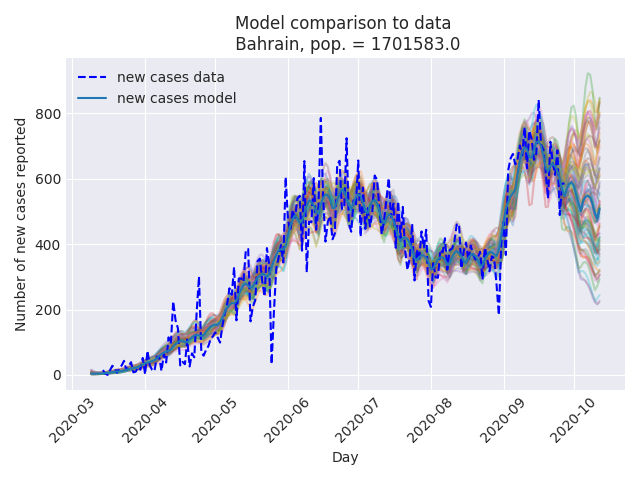 Model comparison to data
Bahrain, pop. = 1701583.0
new cases data
new cases model
Number of new cases reported
800
600
400
200
0
2020-03
2020-04
2020-05
2020-06
2020-07
2020-08
2020-09
2020-10
Day